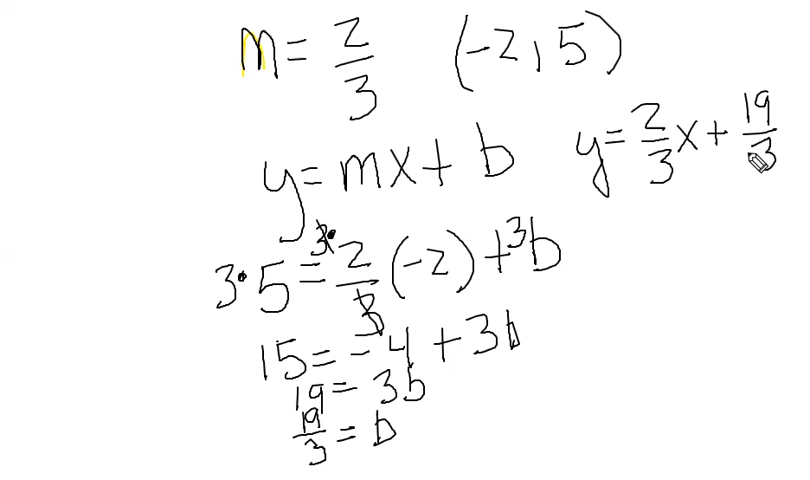 m = 2/3 (-2, 5)
y = mx + b
y = 2/3 x + 19/3
3 • 5 = 3 • 2/3 (-2) + 3b
15 = -4 + 3b
19 = 3b
19/3 = b